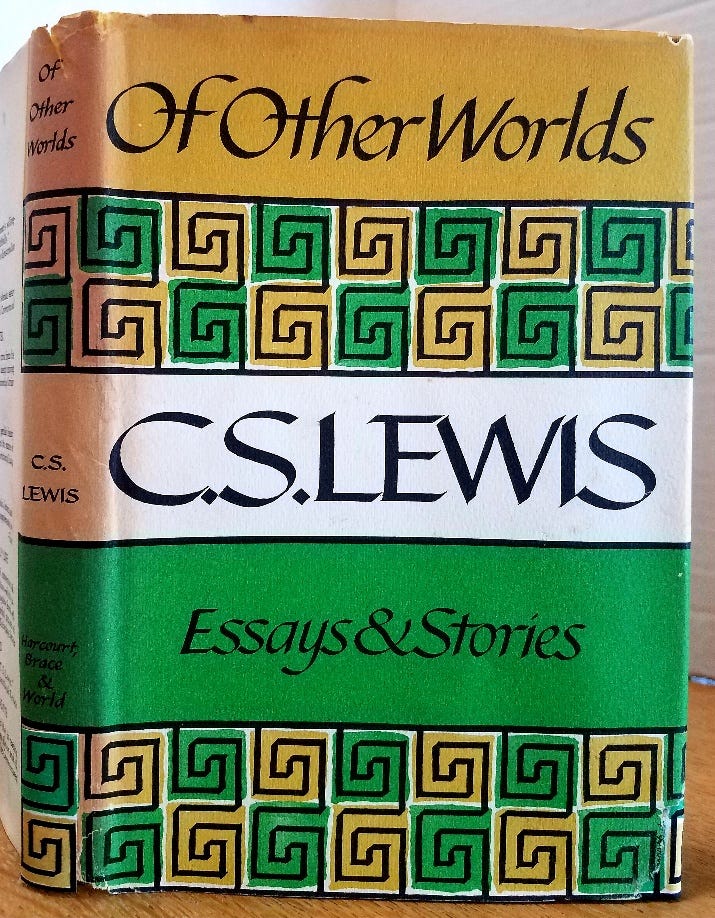 Of
Other
Worlds
C.S.
LEWIS
Harcourt,
Brace
&
World
Of Other Worlds
C.S. LEWIS
Essays & Stories